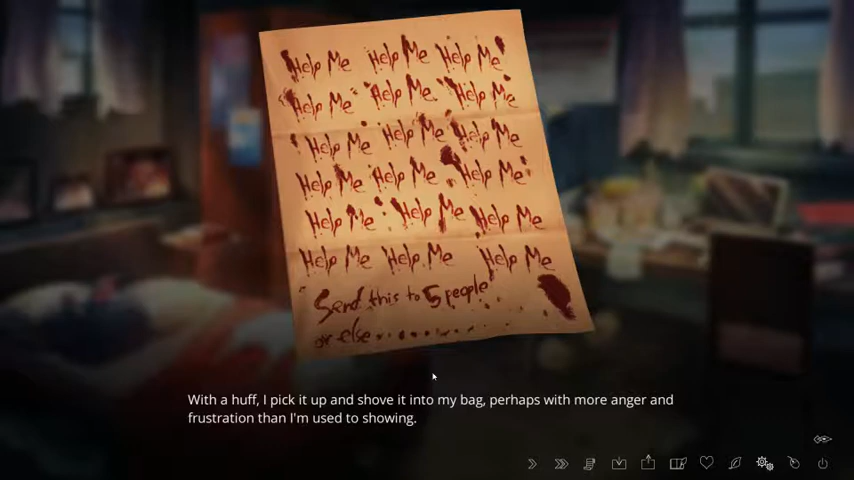 Help Me Help Me Help Me
Help Me Help Me Help Me
Help Me Help Me Help Me
Help Me Help Me Help Me
Help Me Help Me Help Me
Help Me Help Me Help Me
Send this to 5 people
or else..........
With a huff, I pick it up and shove it into my bag, perhaps with more anger and
frustration than I'm used to showing.